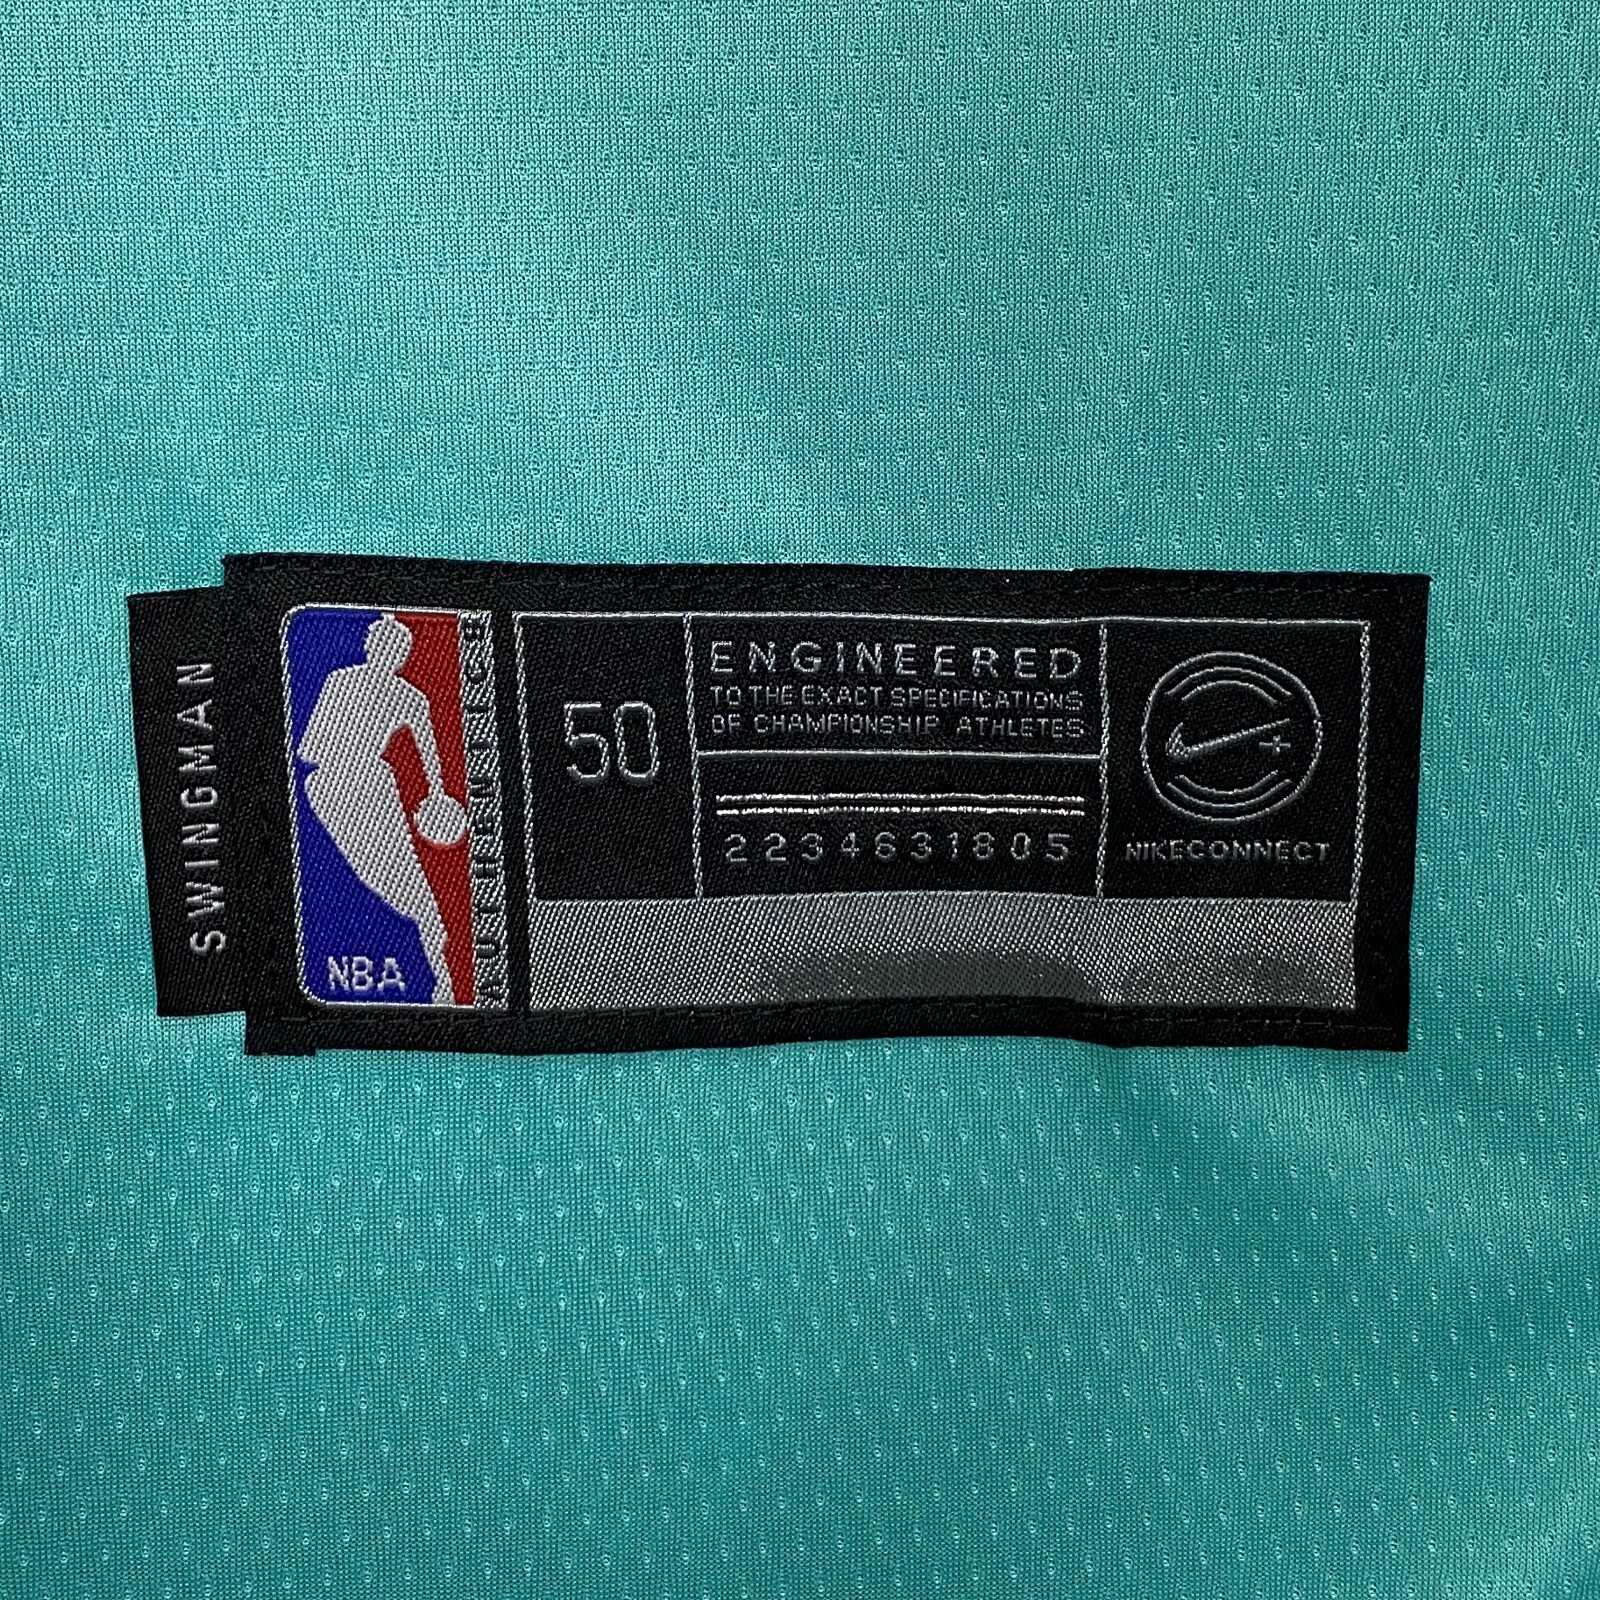 SWINGMAN
NBA
AUTHENTICS
50
ENGINEERED
TO THE EXACT SPECIFICATIONS
OF CHAMPIONSHIP ATHLETES
2234631805
NIKECONNECT